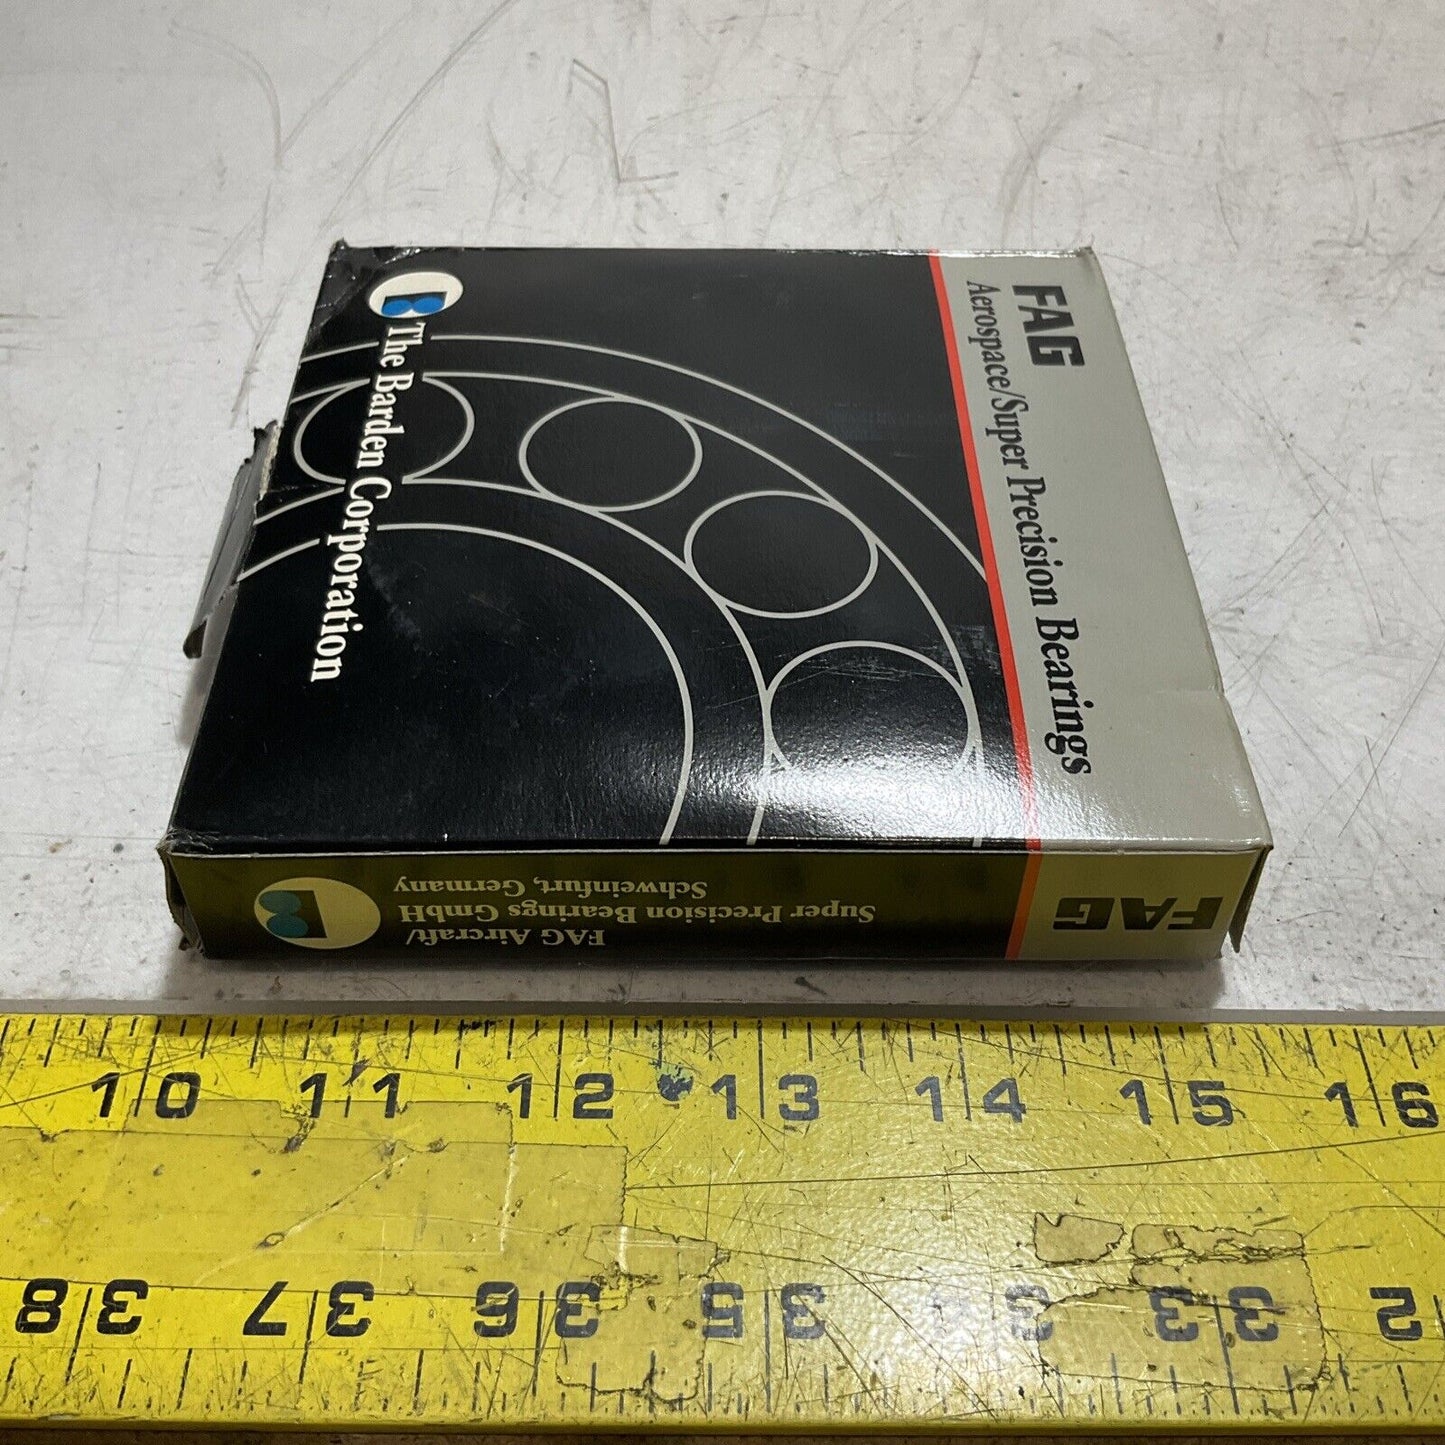 FAG
Aerospace/Super Precision Bearings
The Barden Corporation
FAG
FAG Aircraft/
Super Precision Bearings GmbH
Schweinfurt, Germany
10 11 12 13 14 15 16
38 37 36 35 34 33 2